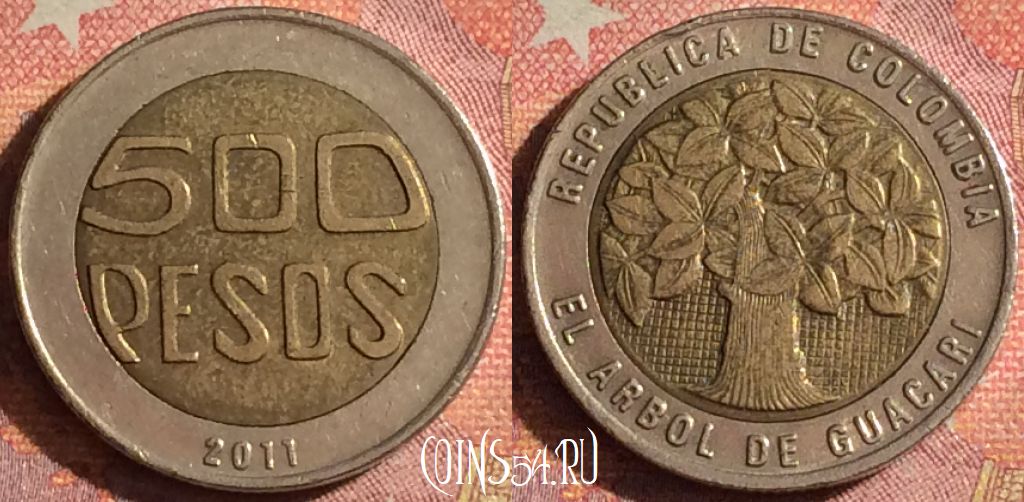 500
PESOS
2011
REPUBLICA DE COLOMBIA
EL ARBOL DE GUACARI
COINS54.RU